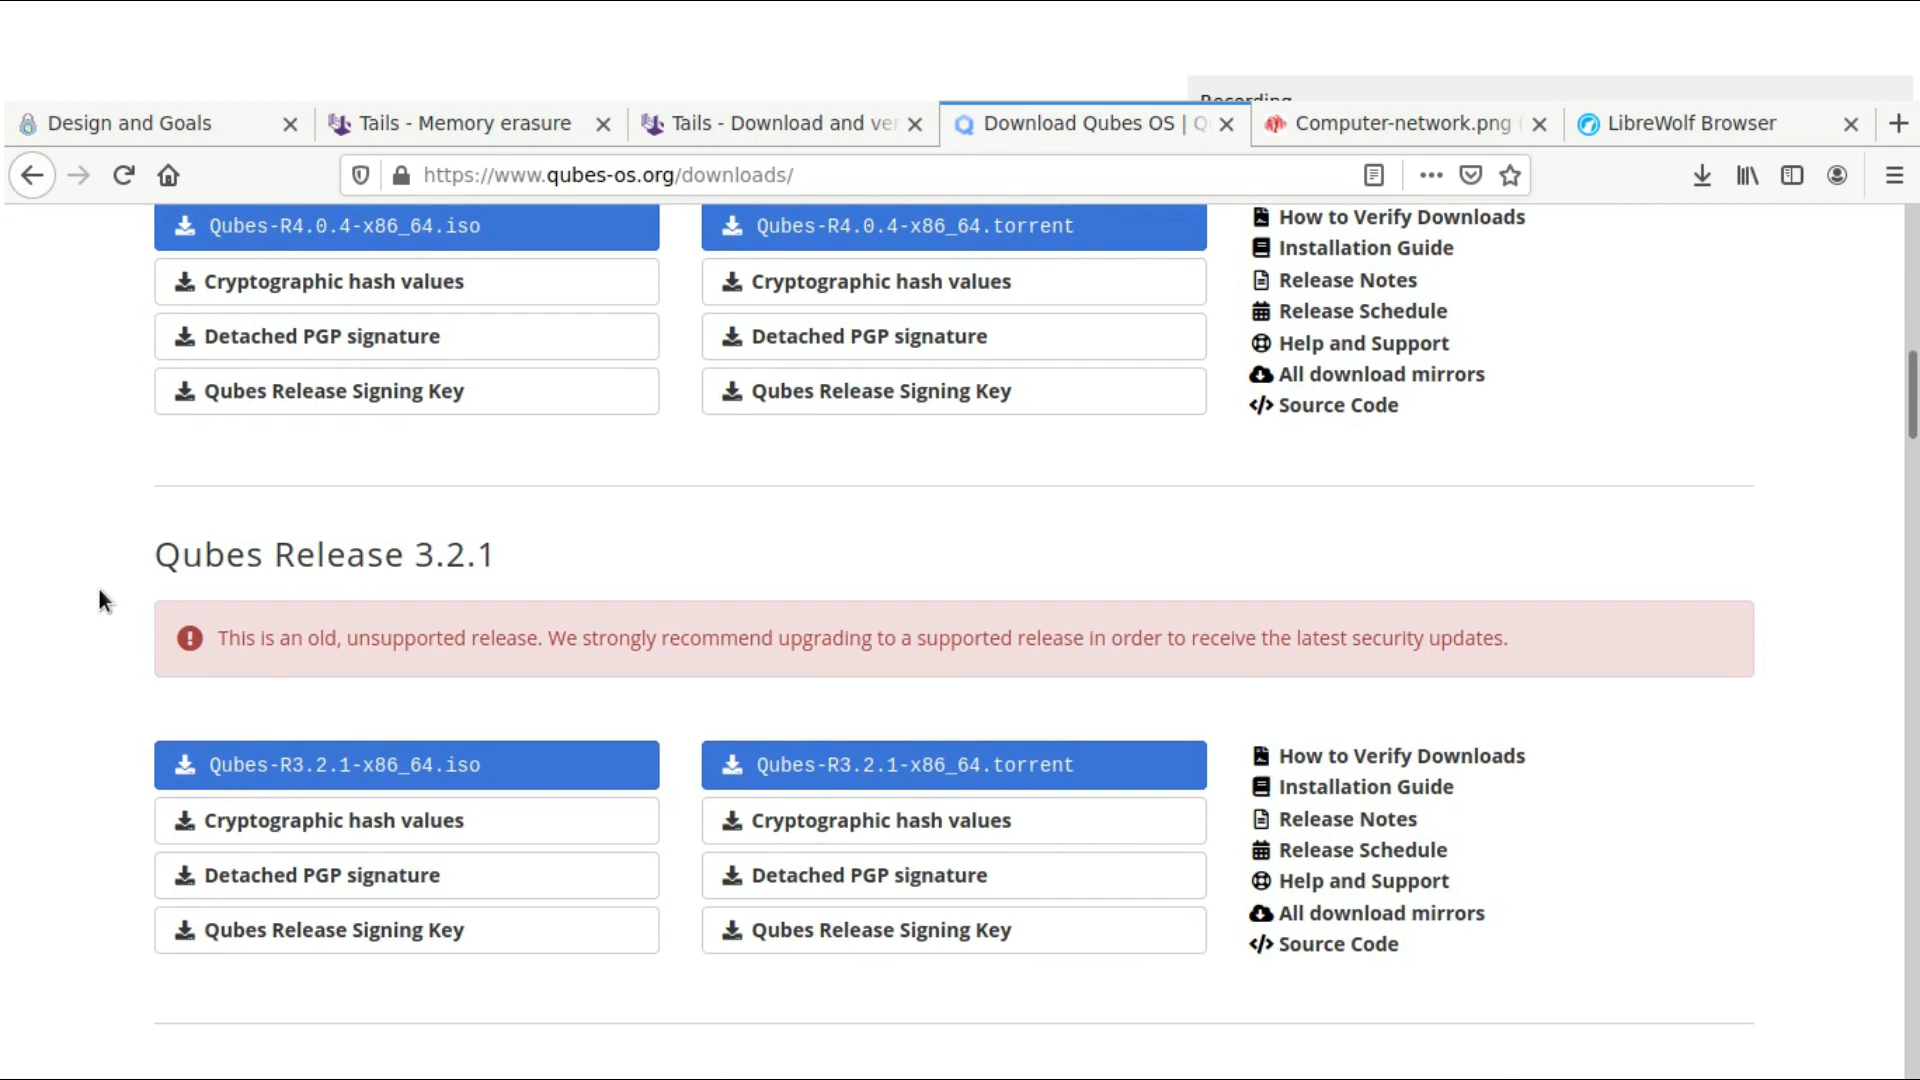 Recording
Design and Goals
Tails - Memory erasure
Tails - Download and ver
Download Qubes OS | Q
Computer-network.png (
LibreWolf Browser
https://www.qubes-os.org/downloads/
Qubes-R4.0.4-x86_64.iso
Cryptographic hash values
Detached PGP signature
Qubes Release Signing Key
Qubes-R4.0.4-x86_64.torrent
Cryptographic hash values
Detached PGP signature
Qubes Release Signing Key
How to Verify Downloads
Installation Guide
Release Notes
Release Schedule
Help and Support
All download mirrors
Source Code
Qubes Release 3.2.1
This is an old, unsupported release. We strongly recommend upgrading to a supported release in order to receive the latest security updates.
Qubes-R3.2.1-x86_64.iso
Cryptographic hash values
Detached PGP signature
Qubes Release Signing Key
Qubes-R3.2.1-x86_64.torrent
Cryptographic hash values
Detached PGP signature
Qubes Release Signing Key
How to Verify Downloads
Installation Guide
Release Notes
Release Schedule
Help and Support
All download mirrors
Source Code